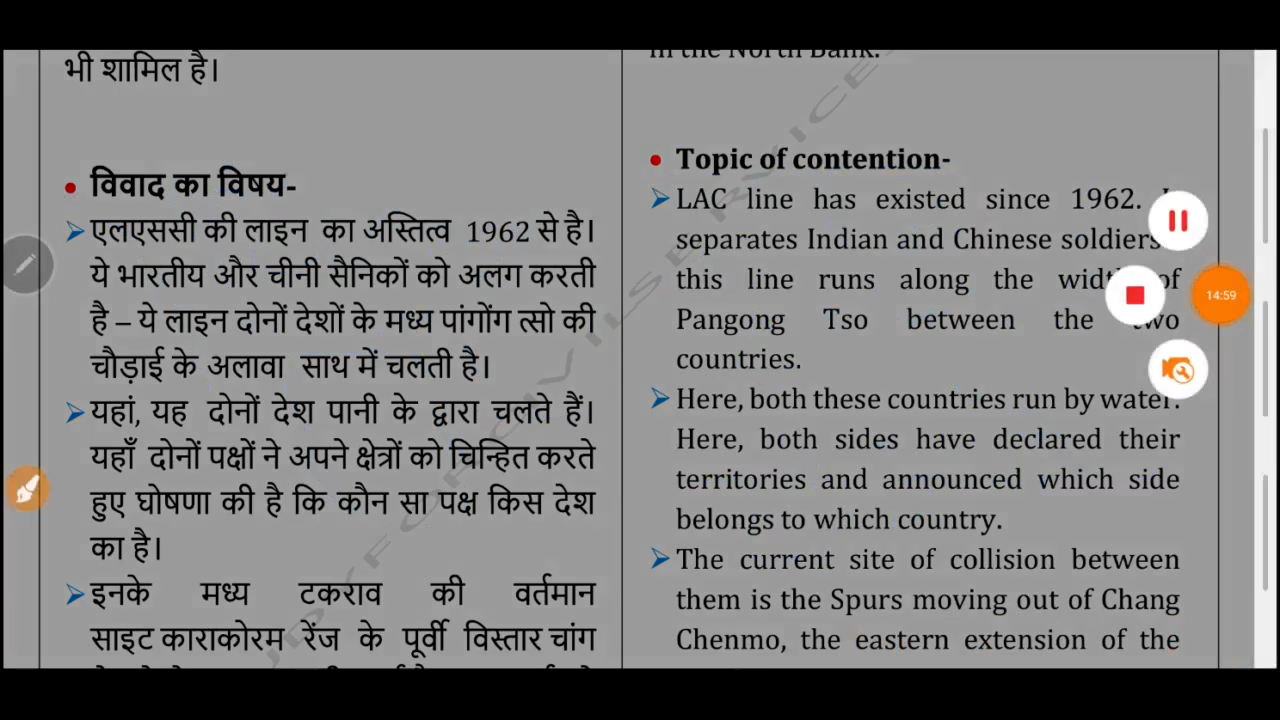 भी शामिल है।
विवाद का विषय-
एलएससी की लाइन का अस्तित्व 1962 से है।
ये भारतीय और चीनी सैनिकों को अलग करती
है – ये लाइन दोनों देशों के मध्य पांगोंग त्सो की
चौड़ाई के अलावा साथ में चलती है।
यहां, यह दोनों देश पानी के द्वारा चलते हैं।
यहाँ दोनों पक्षों ने अपने क्षेत्रों को चिन्हित करते
हुए घोषणा की है कि कौन सा पक्ष किस देश
का है।
इनके मध्य टकराव की वर्तमान
साइट काराकोरम रेंज के पूर्वी विस्तार चांग
in the North Bank.
Topic of contention-
LAC line has existed since 1962.
separates Indian and Chinese soldiers
this line runs along the width of
Pangong Tso between the two
countries.
Here, both these countries run by water.
Here, both sides have declared their
territories and announced which side
belongs to which country.
The current site of collision between
them is the Spurs moving out of Chang
Chenmo, the eastern extension of the
14:59